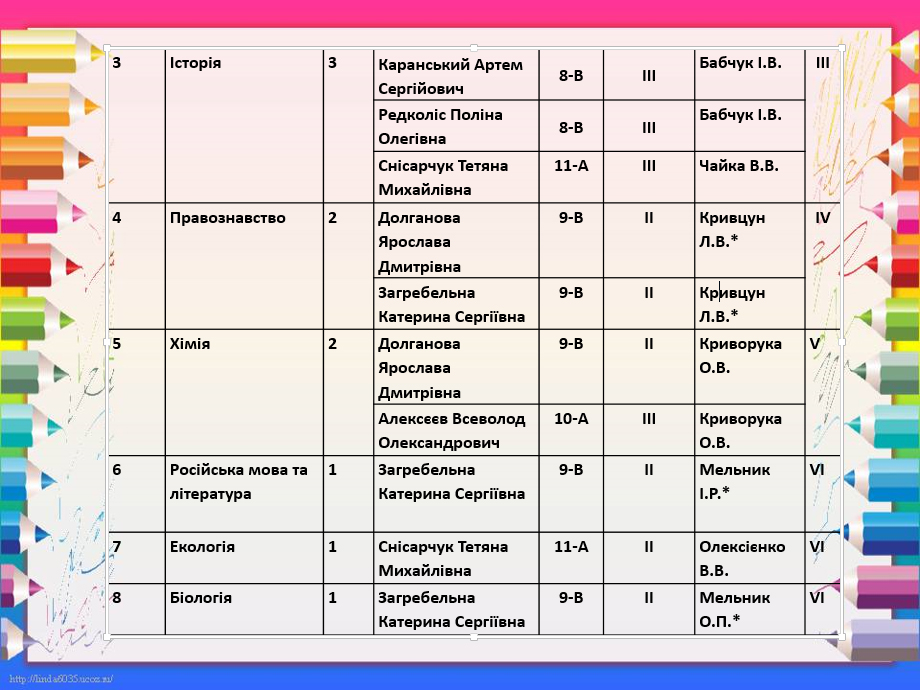 3 Історія 3 Каранський Артем 8-В ІІІ Бабчук І.В. ІІІ
Сергійович
Редколіс Поліна 8-В ІІІ Бабчук І.В.
Олегівна
Снісарчук Тетяна 11-А ІІІ Чайка В.В.
Михайлівна
4 Правознавство 2 Долганова 9-В ІІ Кривцун IV
Ярослава Л.В.*
Дмитрівна
Загребельна 9-В ІІ Кривцун
Катерина Сергіївна Л.В.*
5 Хімія 2 Долганова 9-В ІІ Криворука V
Ярослава О.В.
Дмитрівна
Алексєєв Всеволод 10-А ІІІ Криворука
Олександрович О.В.
6 Російська мова та 1 Загребельна 9-В ІІ Мельник VI
література Катерина Сергіївна І.Р.*
7 Екологія 1 Снісарчук Тетяна 11-А ІІ Олексієнко VI
Михайлівна В.В.
8 Біологія 1 Загребельна 9-В ІІ Мельник VI
Катерина Сергіївна О.П.*
http://linda6035.ucoz.ru/